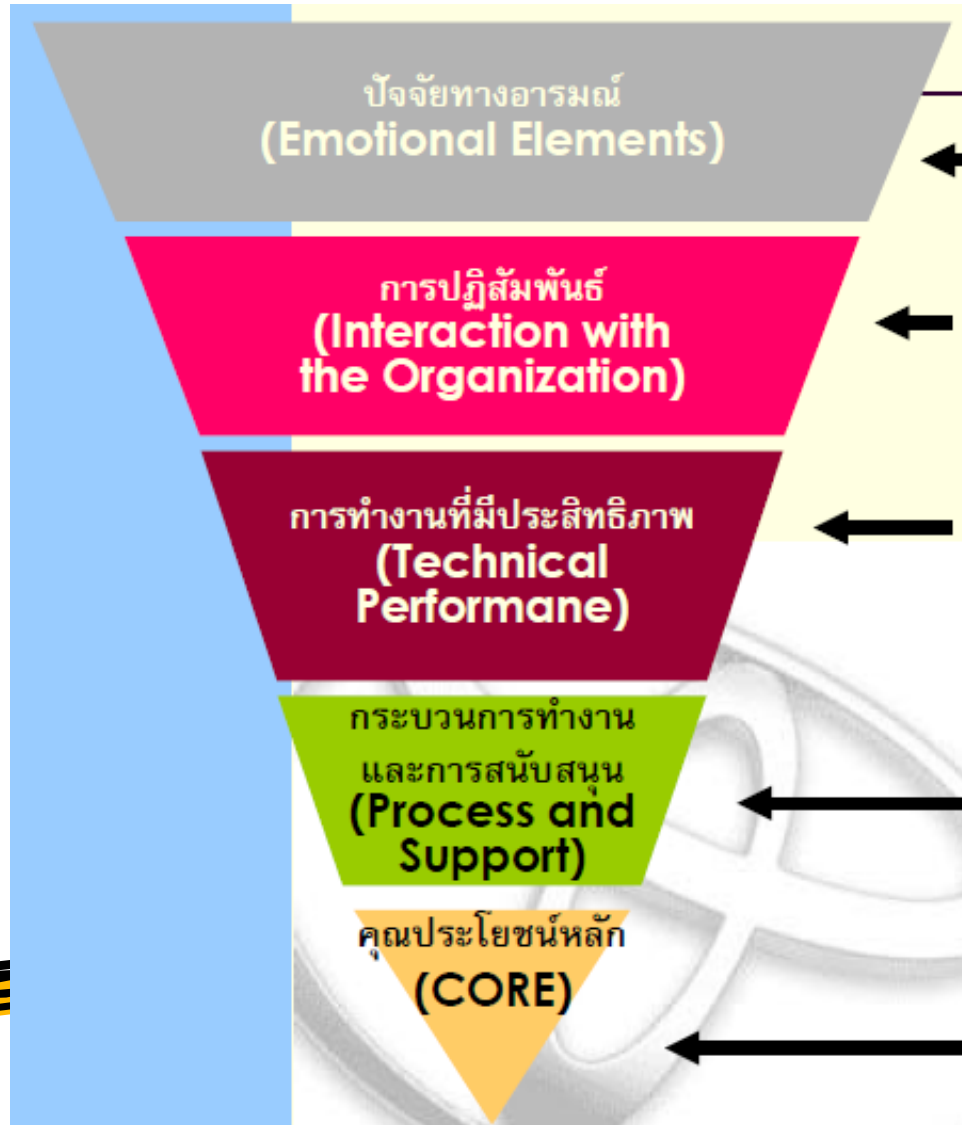 ปัจจัยทางอารมณ์
(Emotional Elements)
การปฏิสัมพันธ์
(Interaction with
the Organization)
การทำงานที่มีประสิทธิภาพ
(Technical
Performane)
กระบวนการทำงาน
และการสนับสนุน
(Process and
Support)
คุณประโยชน์หลัก
(CORE)